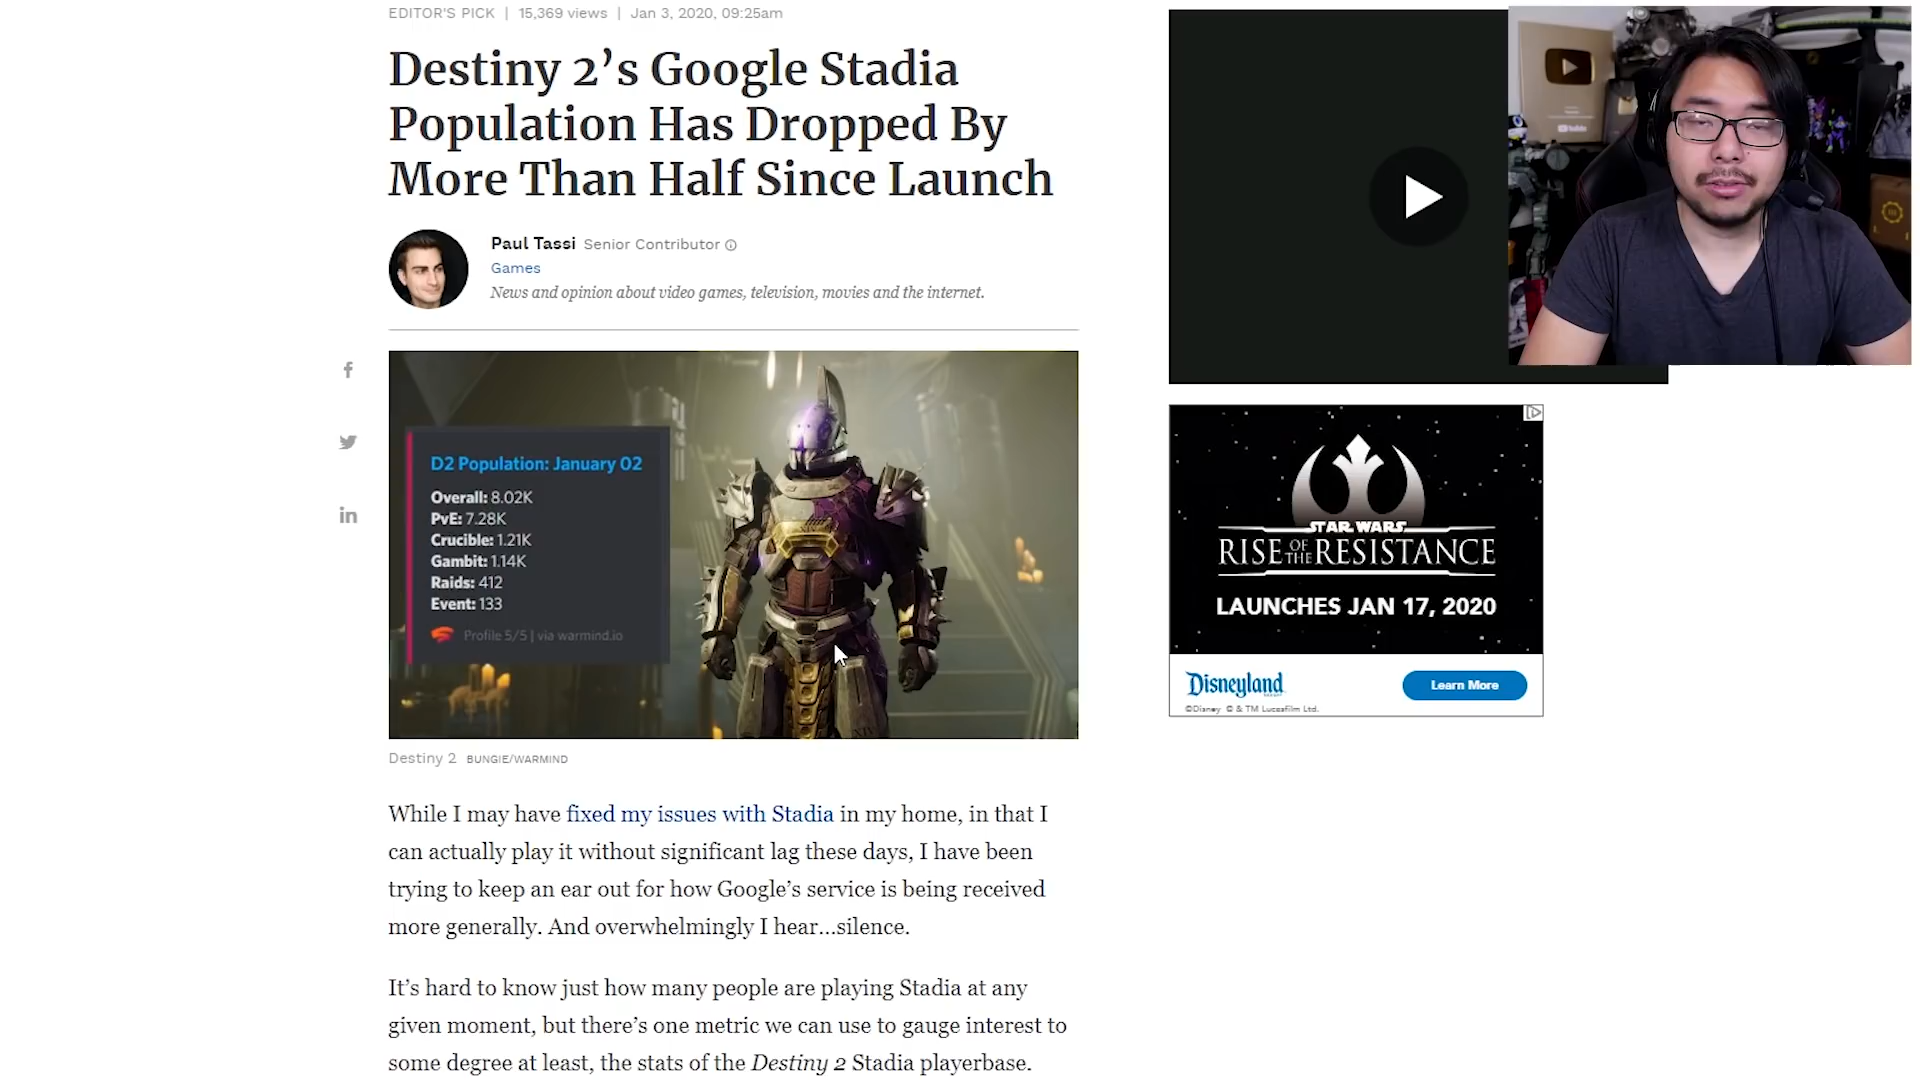 EDITOR'S PICK | 15,369 views | Jan 3, 2020, 09:25am
Destiny 2’s Google Stadia
Population Has Dropped By
More Than Half Since Launch
Paul Tassi Senior Contributor
Games
News and opinion about video games, television, movies and the internet.
D2 Population: January 02
Overall: 8.02K
PvE: 7.28K
Crucible: 1.21K
Gambit: 1.14K
Raids: 412
Event: 133
Profile 5/5 | via warmind.io
Destiny 2 BUNGIE/WARMIND
While I may have fixed my issues with Stadia in my home, in that I
can actually play it without significant lag these days, I have been
trying to keep an ear out for how Google’s service is being received
more generally. And overwhelmingly I hear…silence.
It’s hard to know just how many people are playing Stadia at any
given moment, but there’s one metric we can use to gauge interest to
some degree at least, the stats of the Destiny 2 Stadia playerbase.
STAR WARS
RISE OF THE RESISTANCE
LAUNCHES JAN 17, 2020
Disneyland
Learn More
©Disney © & TM Lucasfilm Ltd.